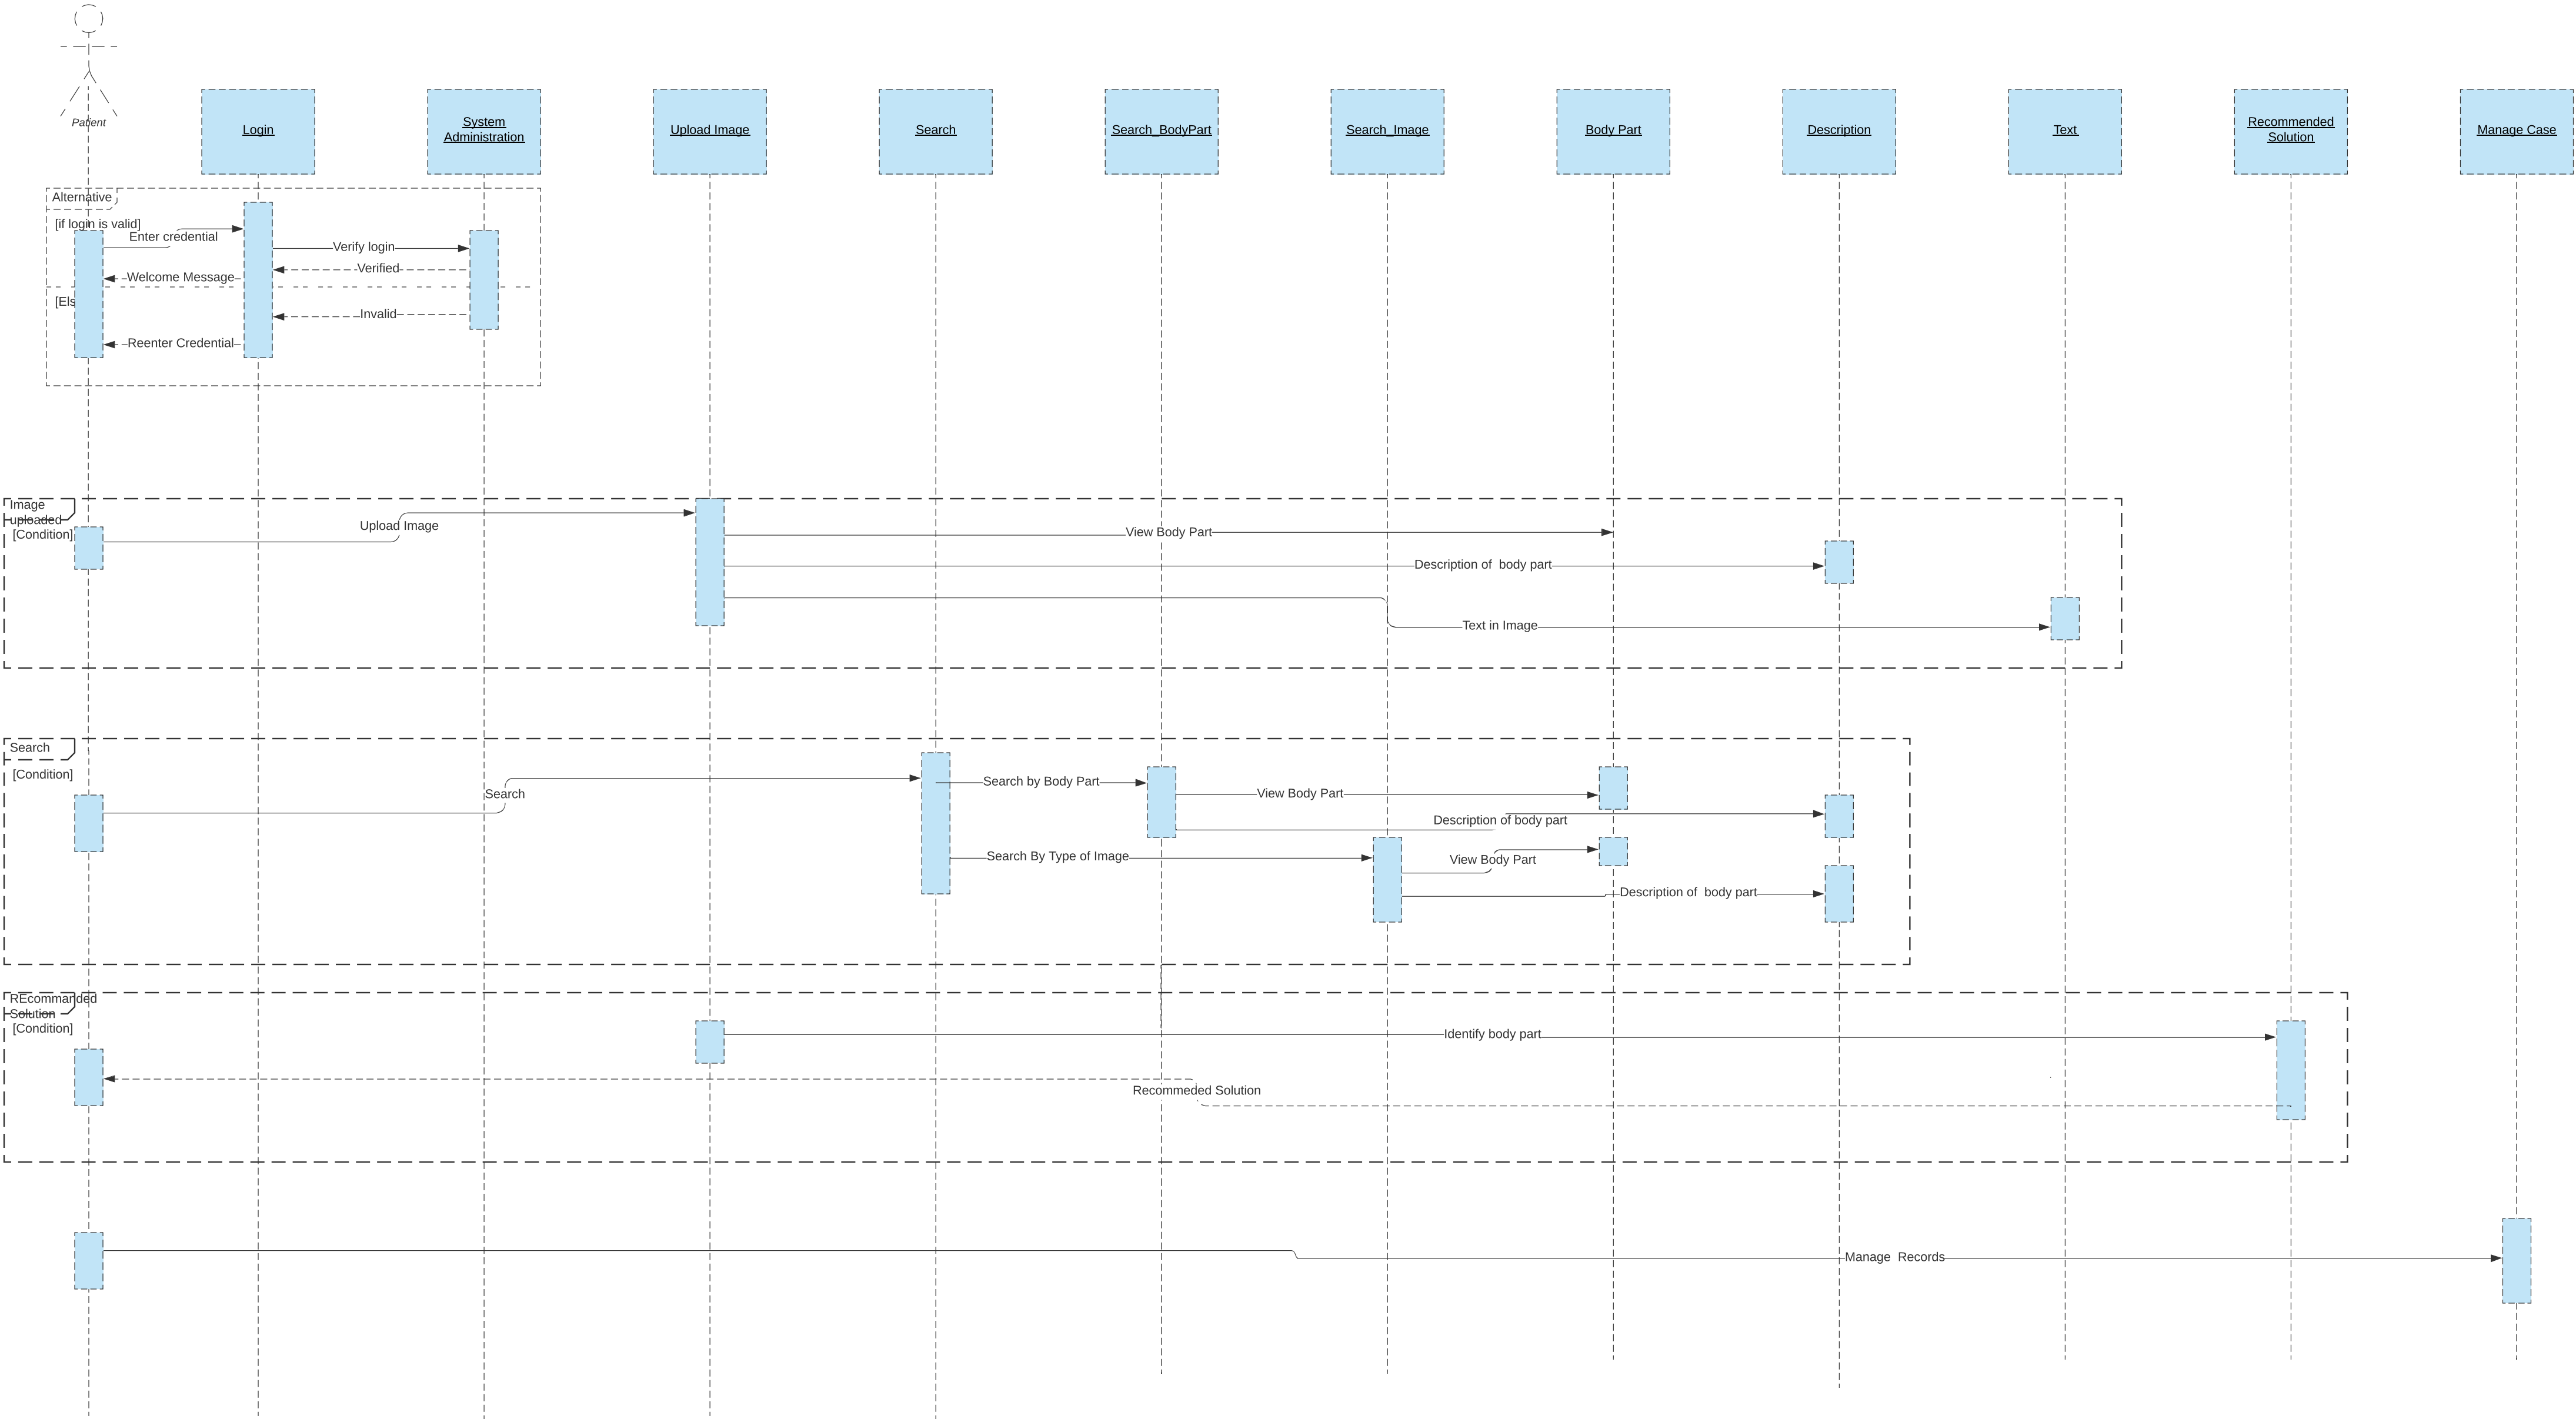 Patient
Login
System
Administration
Upload Image
Search
Search_BodyPart
Search_Image
Body Part
Description
Text
Recommended
Solution
Manage Case
Alternative
[if login is valid]
Enter credential
Verify login
Verified
Welcome Message
[Els
Invalid
Reenter Credential
Image
uploaded
[Condition]
Upload Image
View Body Part
Description of  body part
Text in Image
Search
[Condition]
Search
Search by Body Part
View Body Part
Description of body part
Search By Type of Image
View Body Part
Description of  body part
REcommanded
Solution
[Condition]
Identify body part
Recommeded Solution
Manage  Records